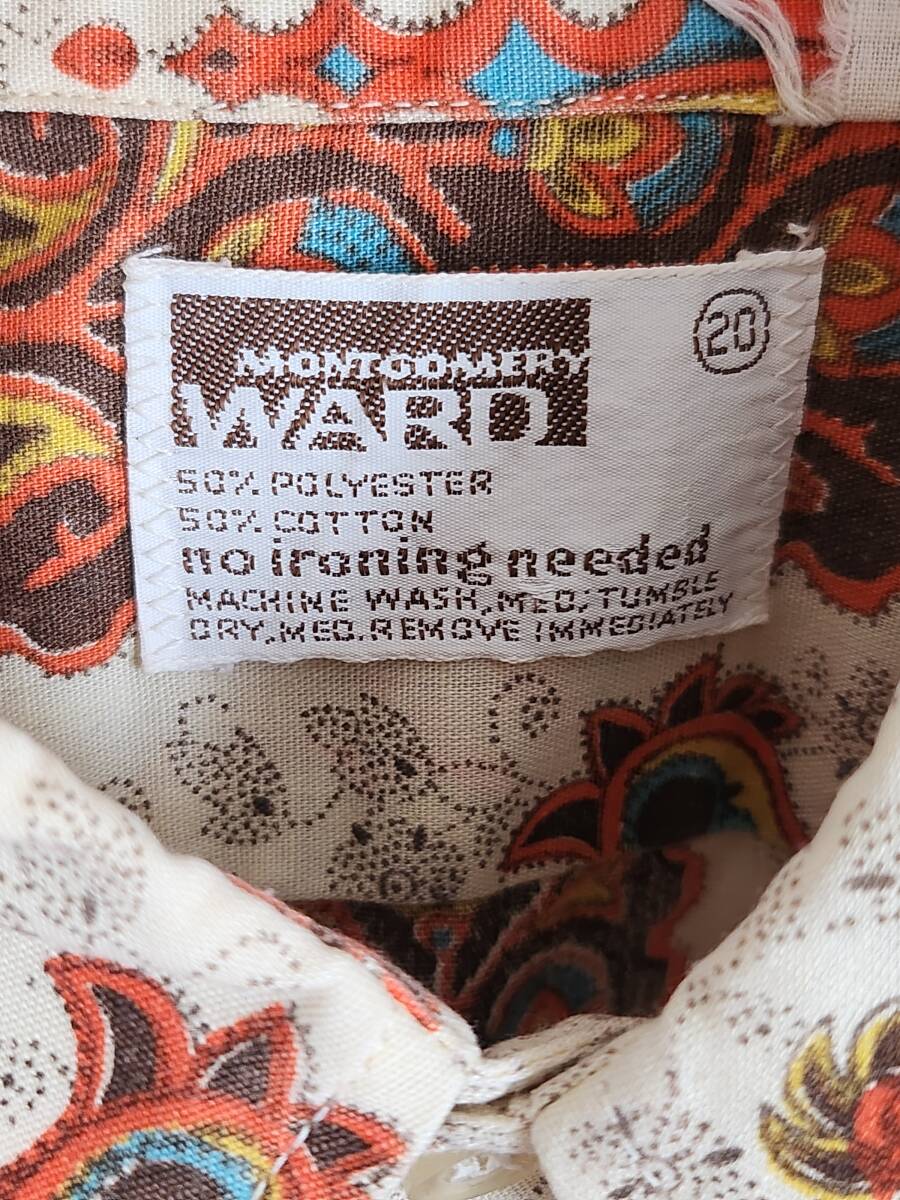 MONTGOMERY
WARD
20
50% POLYESTER
50% COTTON
no ironing needed
MACHINE WASH, MED; TUMBLE
DRY, MED. REMOVE IMMEDIATELY